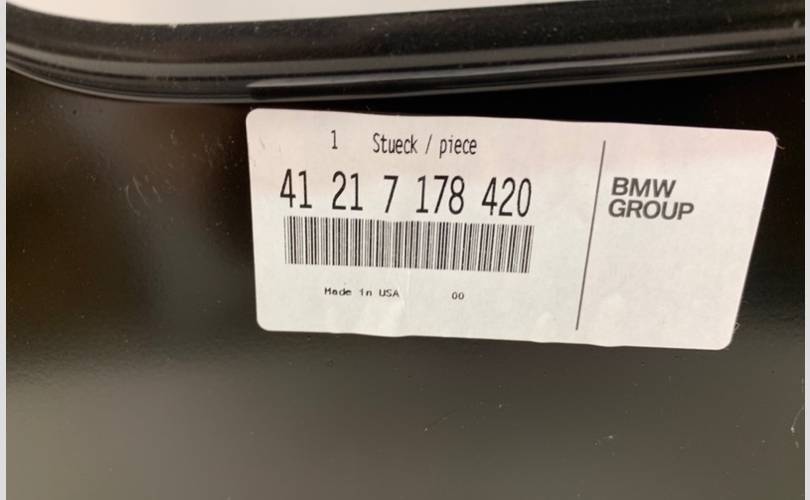 1 Stueck / piece
41 21 7 178 420
Made in USA 00
BMW
GROUP